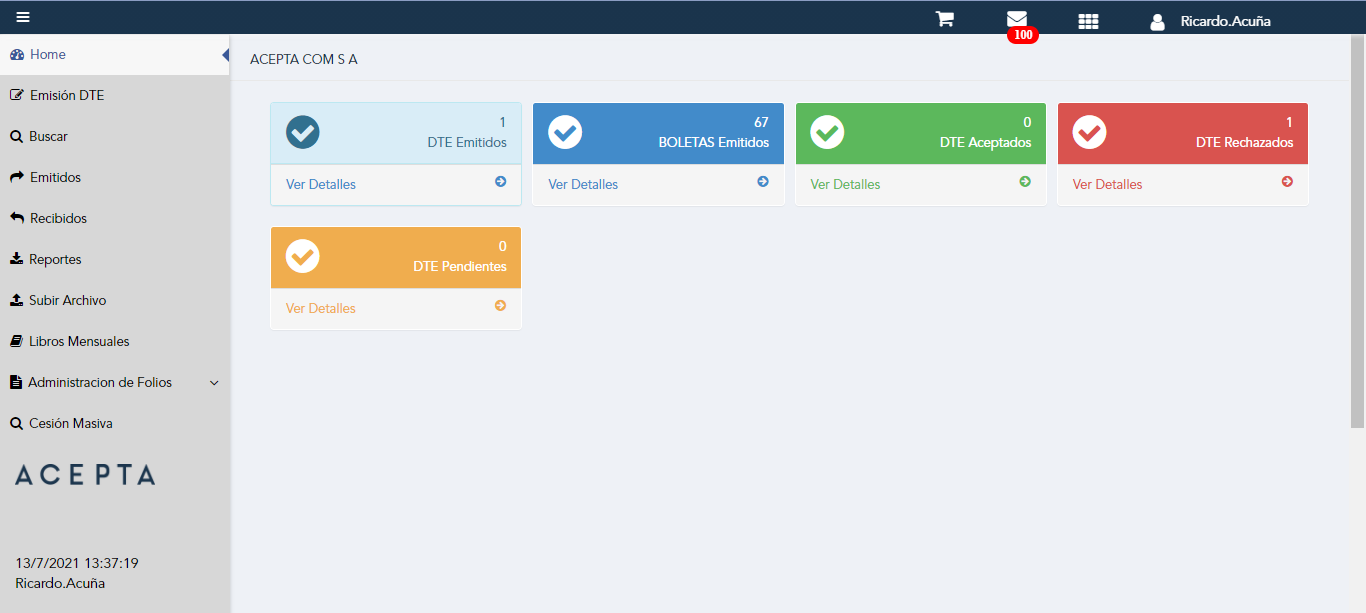 100
Ricardo.Acuña
Home
ACEPTA COM S A
Emisión DTE
Buscar
Emitidos
Recibidos
Reportes
Subir Archivo
Libros Mensuales
Administracion de Folios
Cesión Masiva
ACEPTA
13/7/2021 13:37:19
Ricardo.Acuña
1
DTE Emitidos
Ver Detalles
67
BOLETAS Emitidos
Ver Detalles
0
DTE Aceptados
Ver Detalles
1
DTE Rechazados
Ver Detalles
0
DTE Pendientes
Ver Detalles